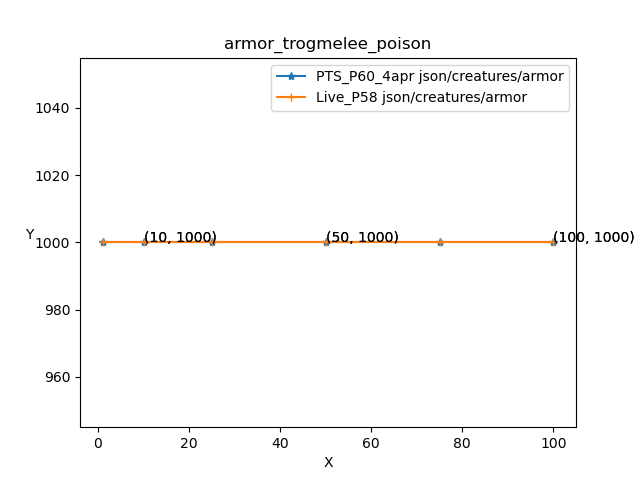 armor_trogmelee_poison
PTS_P60_4apr json/creatures/armor
Live_P58 json/creatures/armor
1040
1020
Y
1000
980
960
(10, 1000)
(50, 1000)
(100, 1000)
0
20
40
60
80
100
X